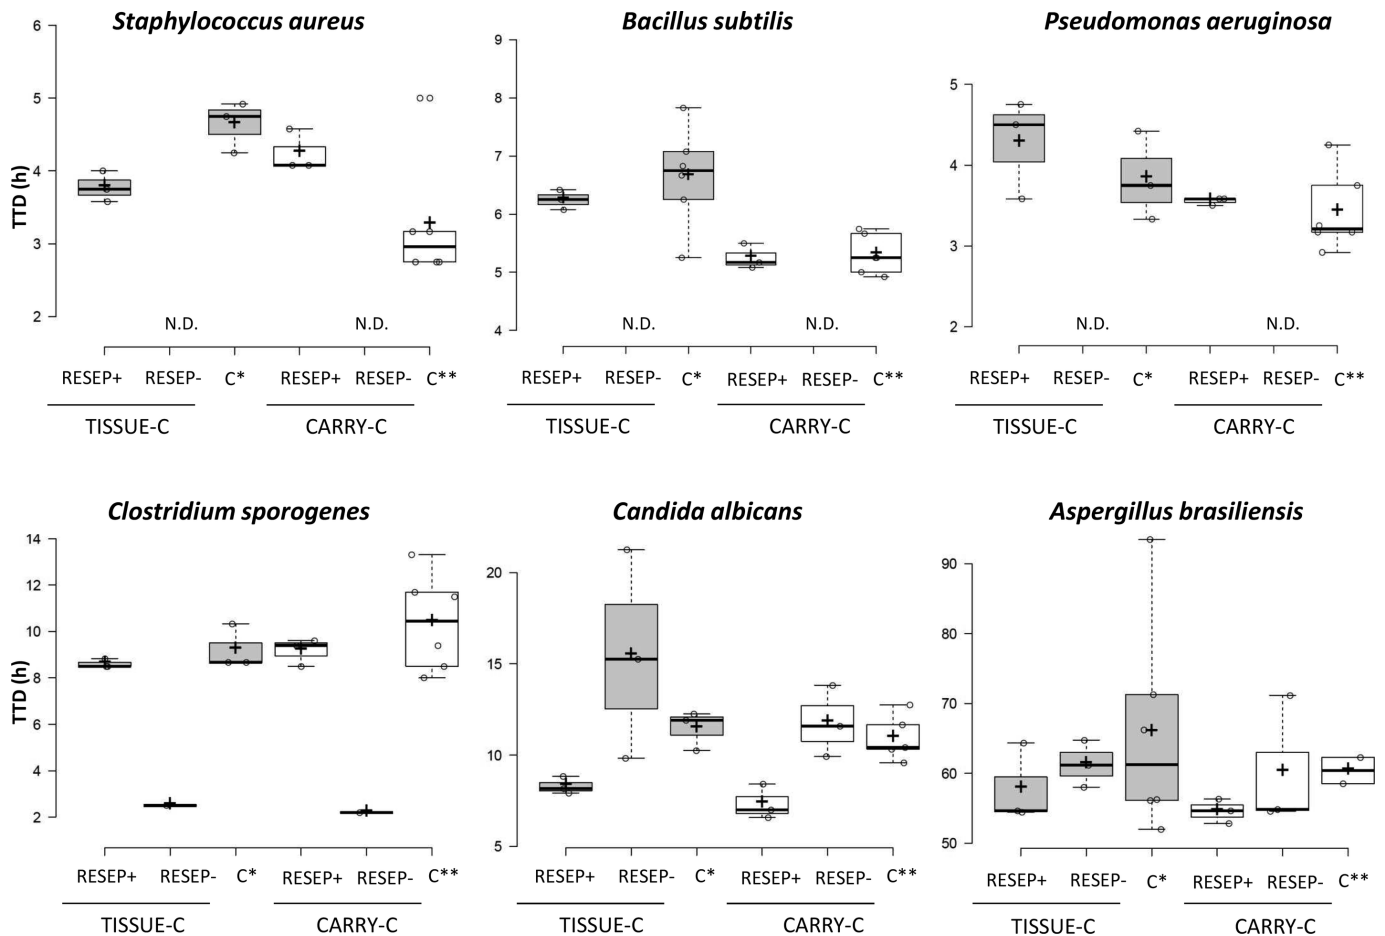 Staphylococcus aureus
TTD (h)
6
5
4
3
2
N.D.
N.D.
RESEP+ RESEP- C* RESEP+ RESEP- C**
TISSUE-C CARRY-C
Bacillus subtilis
9
8
7
6
5
4
N.D.
N.D.
RESEP+ RESEP- C* RESEP+ RESEP- C**
TISSUE-C CARRY-C
Pseudomonas aeruginosa
5
4
3
2
N.D.
N.D.
RESEP+ RESEP- C* RESEP+ RESEP- C**
TISSUE-C CARRY-C
Clostridium sporogenes
TTD (h)
14
12
10
8
6
4
2
RESEP+ RESEP- C* RESEP+ RESEP- C**
TISSUE-C CARRY-C
Candida albicans
20
15
10
5
RESEP+ RESEP- C* RESEP+ RESEP- C**
TISSUE-C CARRY-C
Aspergillus brasiliensis
90
80
70
60
50
RESEP+ RESEP- C* RESEP+ RESEP- C**
TISSUE-C CARRY-C